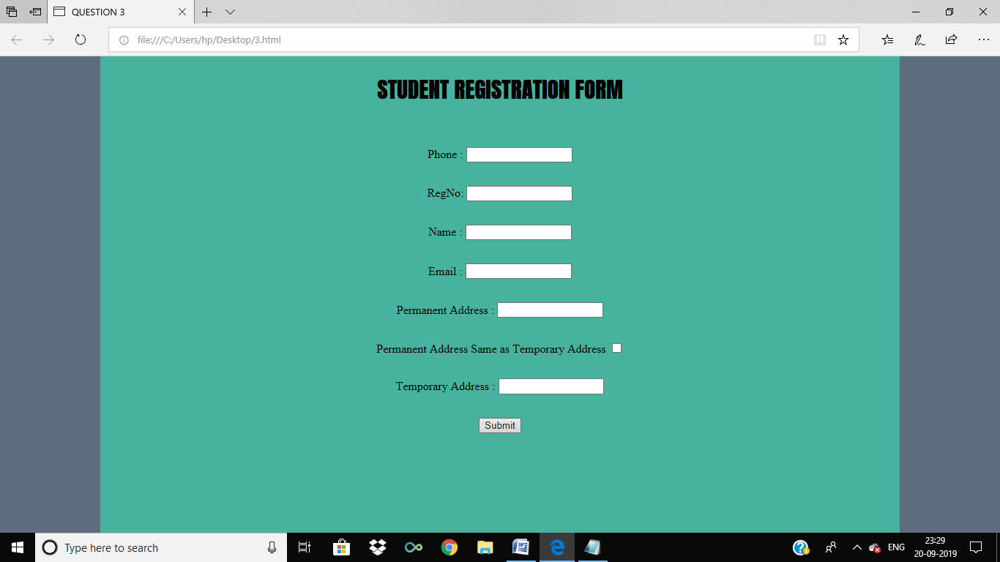 QUESTION 3
file:///C:/Users/hp/Desktop/3.html
STUDENT REGISTRATION FORM
Phone :
RegNo:
Name :
Email :
Permanent Address :
Permanent Address Same as Temporary Address
Temporary Address :
Submit
Type here to search
ENG
23:29
20-09-2019